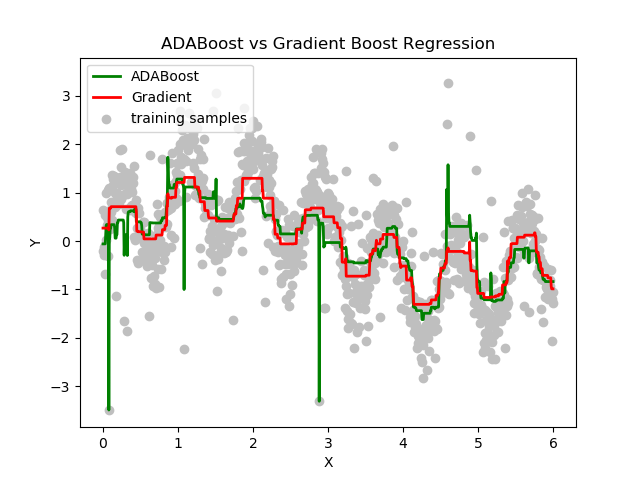 ADABoost vs Gradient Boost Regression
ADABoost
Gradient
training samples
Y
3
2
1
0
−1
−2
−3
0 1 2 3 4 5 6
X